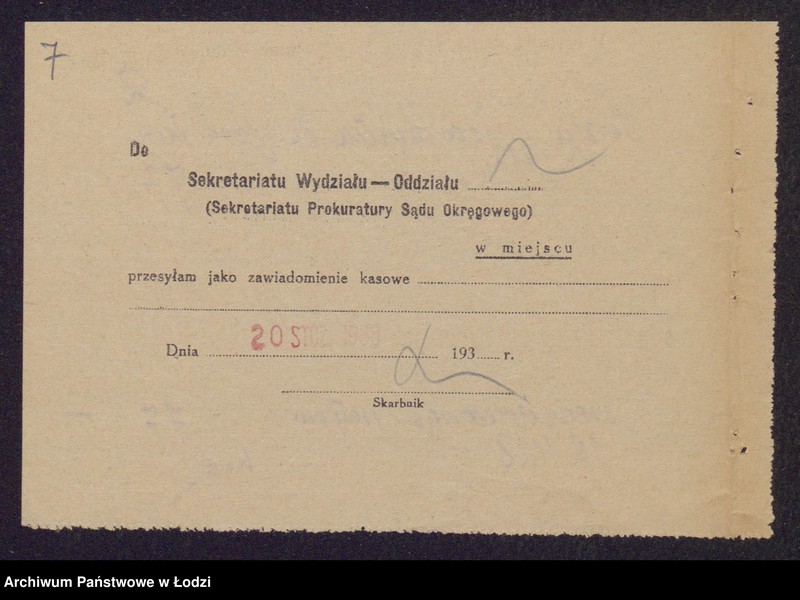 7
Do
Sekretariatu Wydziału — Oddziału ..........
(Sekretariatu Prokuratury Sądu Okręgowego)
w miejscu
przesyłam jako zawiadomienie kasowe ..........
Dnia 20 193..... r.
Skarbnik
Archiwum Państwowe w Łodzi